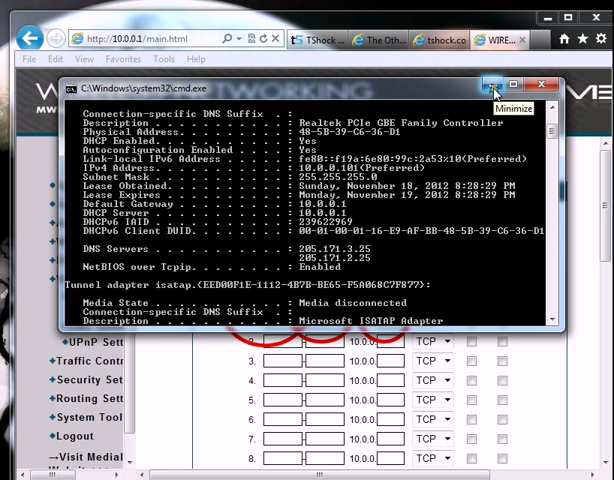 http://10.0.0.1/main.html
TShock ...
The Oth...
tshock.co
WIRE...
File Edit View Favorites Tools Help
C:\Windows\system32\cmd.exe
Minimize
Connection-specific DNS Suffix . :
Description . . . . . . . . . . . : Realtek PCIe GBE Family Controller
Physical Address. . . . . . . . . : 48-5B-39-C6-36-D1
DHCP Enabled. . . . . . . . . . . : Yes
Autoconfiguration Enabled . . . . : Yes
Link-local IPv6 Address . . . . . : fe80::f19a:6e80:99c:2a53%10(Preferred)
IPv4 Address. . . . . . . . . . . : 10.0.0.101(Preferred)
Subnet Mask . . . . . . . . . . . : 255.255.255.0
Lease Obtained. . . . . . . . . . : Sunday, November 18, 2012 8:28:29 PM
Lease Expires . . . . . . . . . . : Monday, November 19, 2012 8:28:29 PM
Default Gateway . . . . . . . . . : 10.0.0.1
DHCP Server . . . . . . . . . . . : 10.0.0.1
DHCPv6 IAID . . . . . . . . . . . : 239622969
DHCPv6 Client DUID. . . . . . . . : 00-01-00-01-16-E9-AF-BB-48-5B-39-C6-36-D1
DNS Servers . . . . . . . . . . . : 205.171.3.25
205.171.2.25
NetBIOS over Tcpip. . . . . . . . : Enabled
Tunnel adapter isatap.{EED00F1E-1112-4B7B-BE65-F5A068C7F877}:
Media State . . . . . . . . . . . : Media disconnected
Connection-specific DNS Suffix . :
Description . . . . . . . . . . . : Microsoft ISATAP Adapter
UPnP Sett
2. - 10.0.0. TCP
Traffic Contr
3. - 10.0.0. TCP
Security Set
4. - 10.0.0. TCP
Routing Sett
5. - 10.0.0. TCP
System Tool
6. - 10.0.0. TCP
Logout
7. - 10.0.0. TCP
→Visit Medial
8. - 10.0.0. TCP